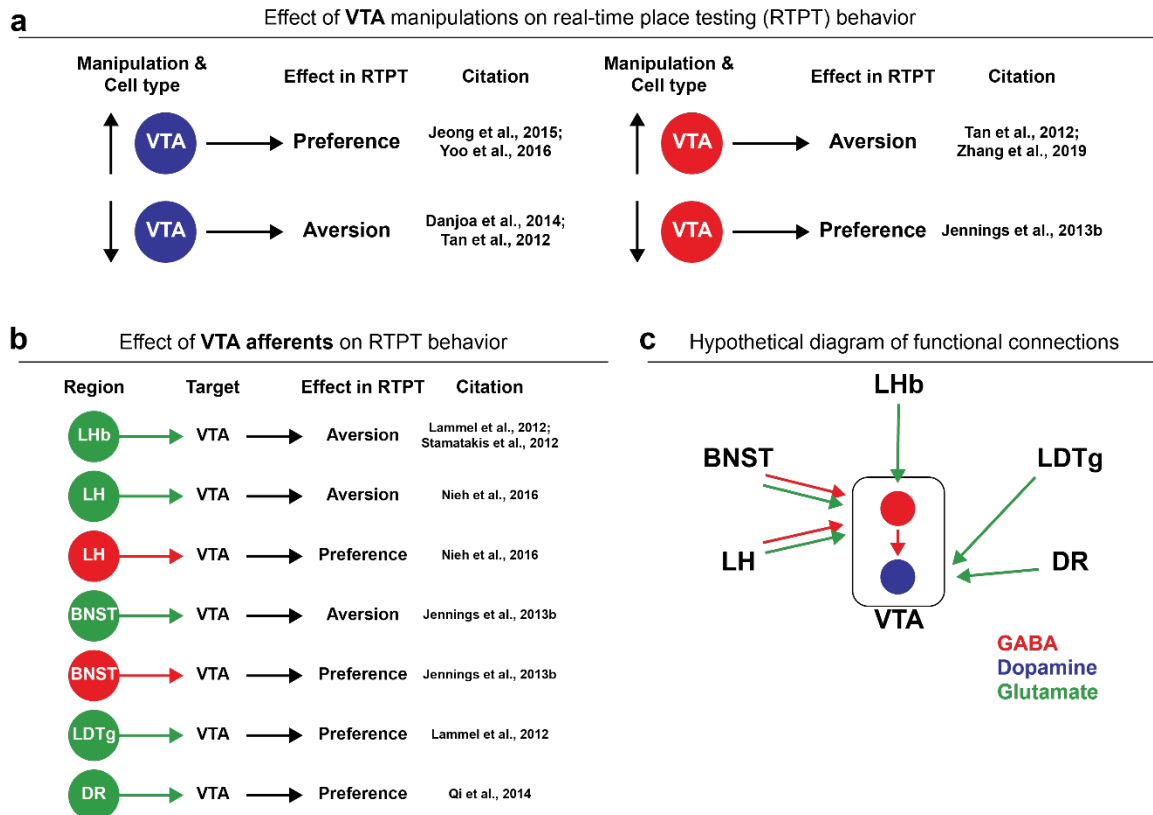 a
Effect of VTA manipulations on real-time place testing (RTPT) behavior
Manipulation &
Cell type
Effect in RTPT
Citation
VTA
Preference
Jeong et al., 2015;
Yoo et al., 2016
VTA
Aversion
Danjoa et al., 2014;
Tan et al., 2012
Manipulation &
Cell type
Effect in RTPT
Citation
VTA
Aversion
Tan et al., 2012;
Zhang et al., 2019
VTA
Preference
Jennings et al., 2013b
b
Effect of VTA afferents on RTPT behavior
Region
Target
Effect in RTPT
Citation
LHb
VTA
Aversion
Lammel et al., 2012;
Stamatakis et al., 2012
LH
VTA
Aversion
Nieh et al., 2016
LH
VTA
Preference
Nieh et al., 2016
BNST
VTA
Aversion
Jennings et al., 2013b
BNST
VTA
Preference
Jennings et al., 2013b
LDTg
VTA
Preference
Lammel et al., 2012
DR
VTA
Preference
Qi et al., 2014
c
Hypothetical diagram of functional connections
LHb
BNST
LDTg
LH
DR
VTA
GABA
Dopamine
Glutamate